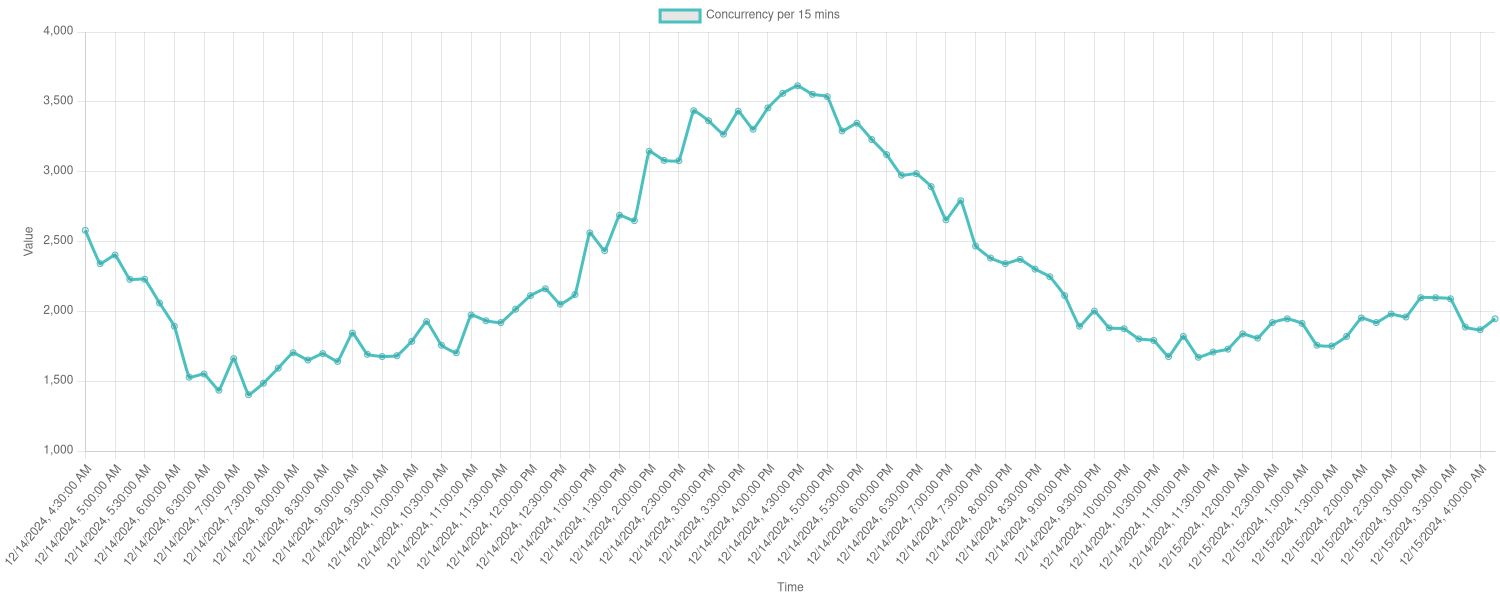 Concurrency per 15 mins
4,000
3,500
3,000
2,500
2,000
1,500
1,000
Value
12/14/2024, 4:30:00 AM
12/14/2024, 5:00:00 AM
12/14/2024, 5:30:00 AM
12/14/2024, 6:00:00 AM
12/14/2024, 6:30:00 AM
12/14/2024, 7:00:00 AM
12/14/2024, 7:30:00 AM
12/14/2024, 8:00:00 AM
12/14/2024, 8:30:00 AM
12/14/2024, 9:00:00 AM
12/14/2024, 9:30:00 AM
12/14/2024, 10:00:00 AM
12/14/2024, 10:30:00 AM
12/14/2024, 11:00:00 AM
12/14/2024, 11:30:00 AM
12/14/2024, 12:00:00 PM
12/14/2024, 12:30:00 PM
12/14/2024, 1:00:00 PM
12/14/2024, 1:30:00 PM
12/14/2024, 2:00:00 PM
12/14/2024, 2:30:00 PM
12/14/2024, 3:00:00 PM
12/14/2024, 3:30:00 PM
12/14/2024, 4:00:00 PM
12/14/2024, 4:30:00 PM
12/14/2024, 5:00:00 PM
12/14/2024, 5:30:00 PM
12/14/2024, 6:00:00 PM
12/14/2024, 6:30:00 PM
12/14/2024, 7:00:00 PM
12/14/2024, 7:30:00 PM
12/14/2024, 8:00:00 PM
12/14/2024, 8:30:00 PM
12/14/2024, 9:00:00 PM
12/14/2024, 9:30:00 PM
12/14/2024, 10:00:00 PM
12/14/2024, 10:30:00 PM
12/14/2024, 11:00:00 PM
12/14/2024, 11:30:00 PM
12/15/2024, 12:00:00 AM
12/15/2024, 12:30:00 AM
12/15/2024, 1:00:00 AM
12/15/2024, 1:30:00 AM
12/15/2024, 2:00:00 AM
12/15/2024, 2:30:00 AM
12/15/2024, 3:00:00 AM
12/15/2024, 3:30:00 AM
12/15/2024, 4:00:00 AM
Time